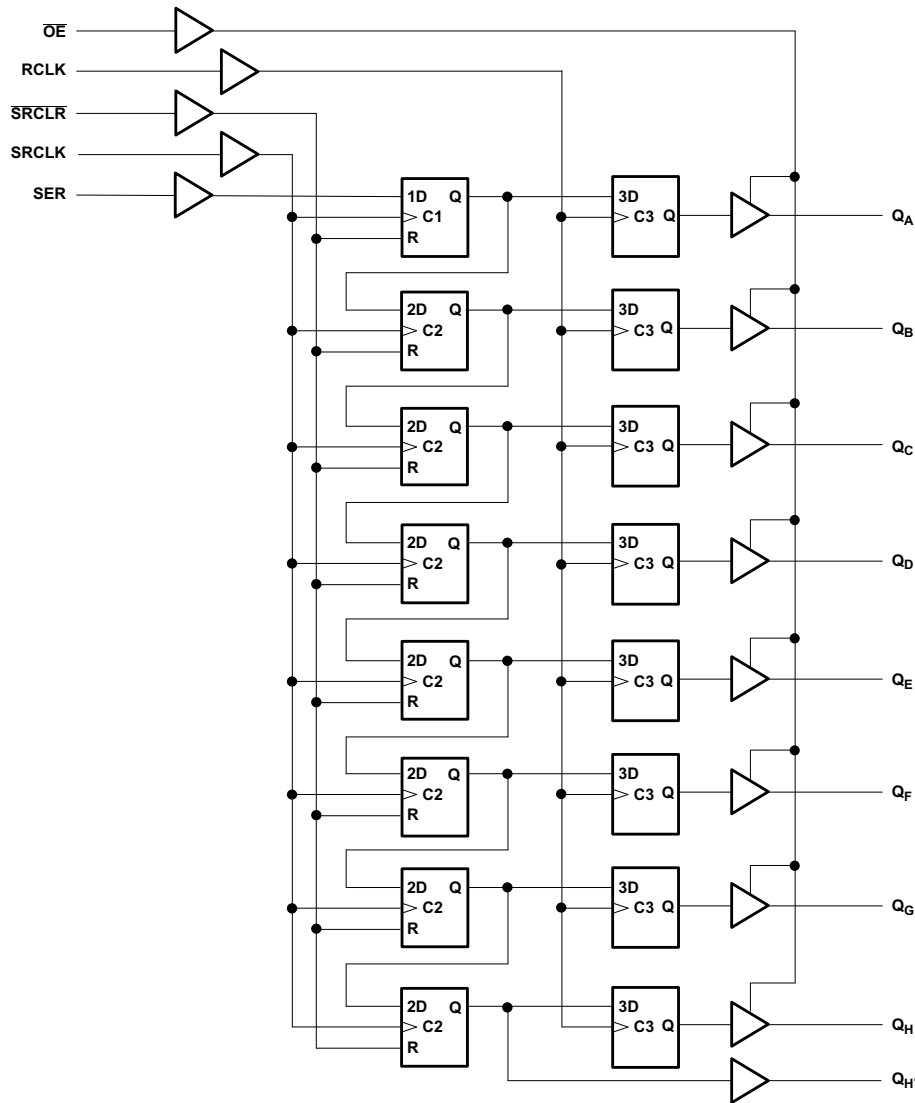 OE
RCLK
SRCLR
SRCLK
SER
1D Q
C1
R
3D
C3 Q
QA
2D Q
C2
R
3D
C3 Q
QB
2D Q
C2
R
3D
C3 Q
QC
2D Q
C2
R
3D
C3 Q
QD
2D Q
C2
R
3D
C3 Q
QE
2D Q
C2
R
3D
C3 Q
QF
2D Q
C2
R
3D
C3 Q
QG
2D Q
C2
R
3D
C3 Q
QH
QH'